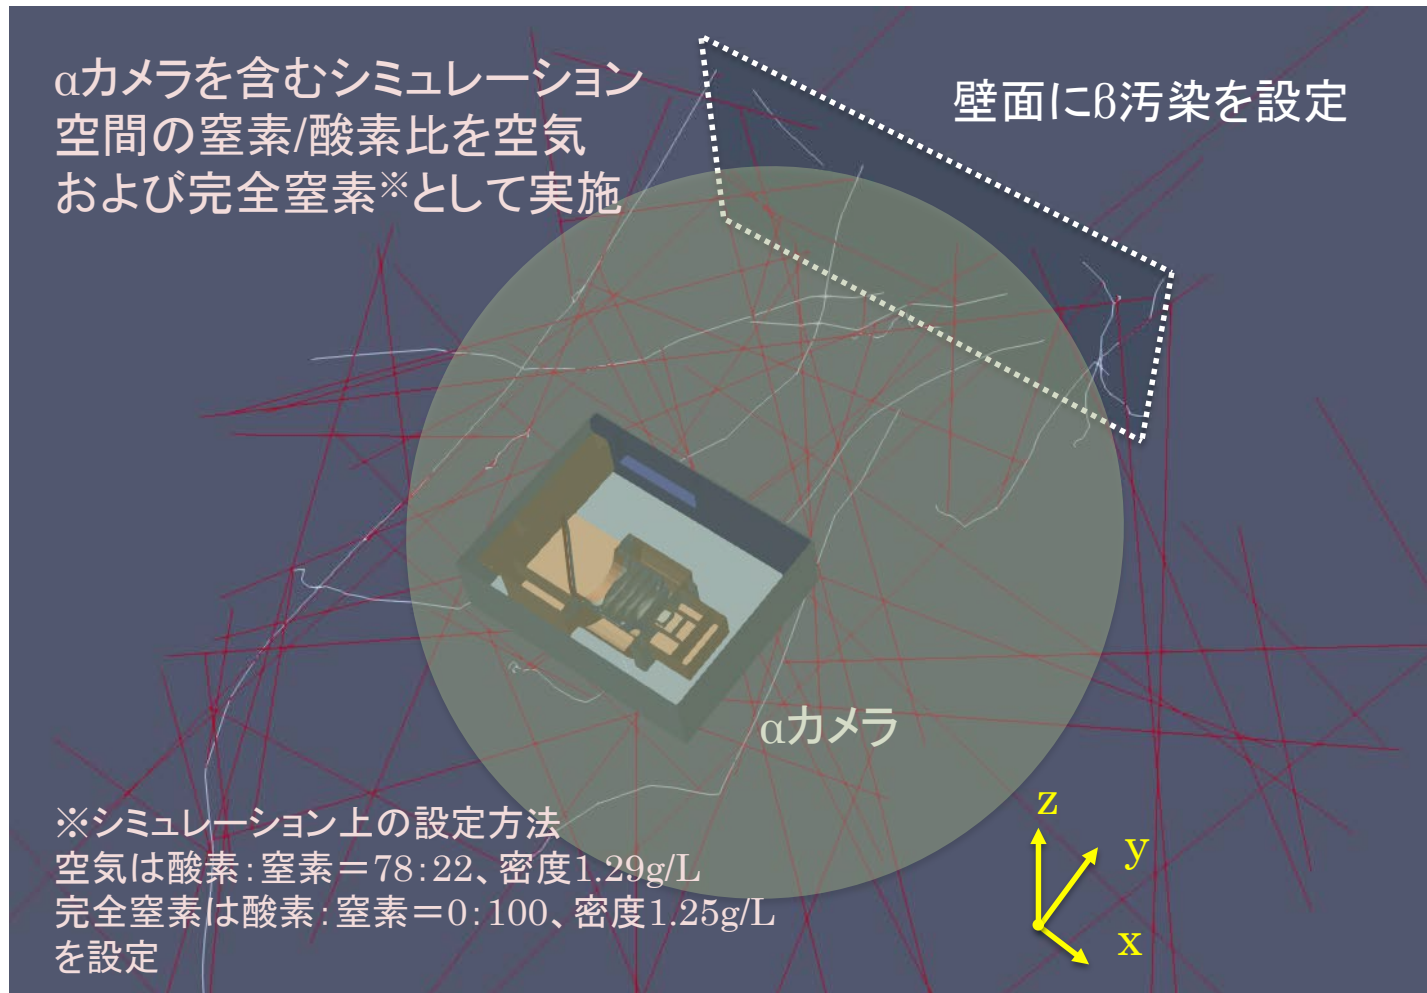 αカメラを含むシミュレーション
空間の窒素/酸素比を空気
および完全窒素※として実施
壁面にβ汚染を設定
αカメラ
※シミュレーション上の設定方法
空気は酸素：窒素＝78：22、密度1.29g/L
完全窒素は酸素：窒素＝0：100、密度1.25g/L
を設定
z
y
x